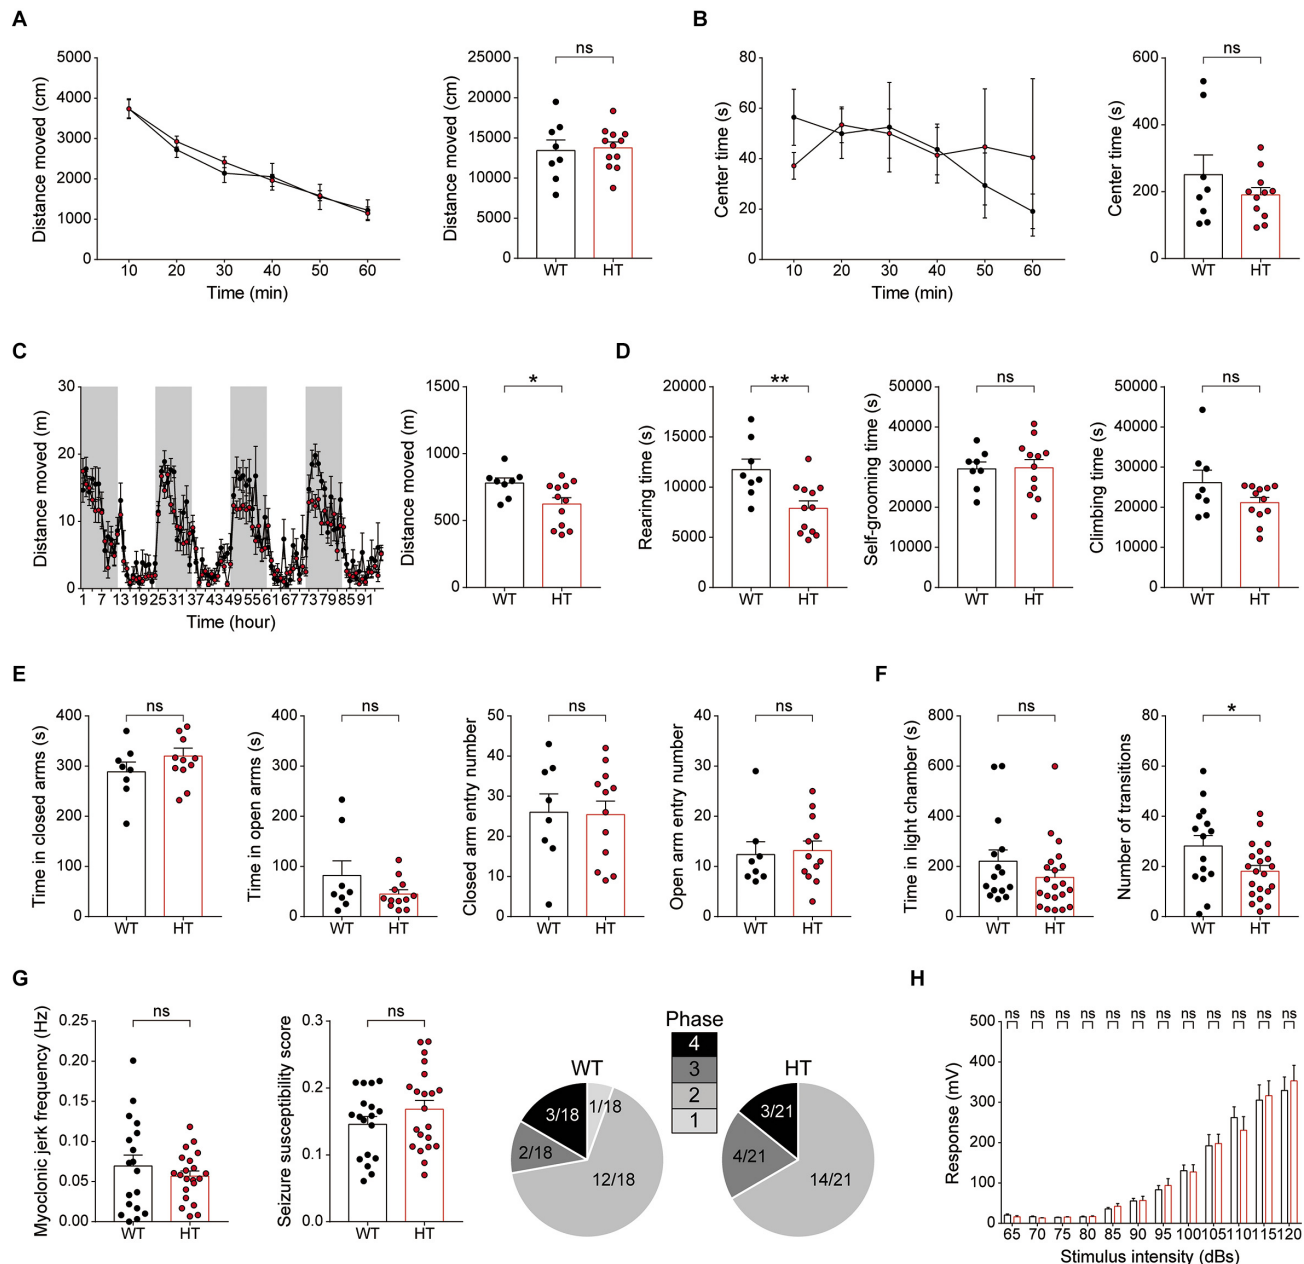 A
B
5000
4000
3000
2000
1000
0
Distance moved (cm)
10 20 30 40 50 60
Time (min)
25000
20000
15000
10000
5000
0
Distance moved (cm)
ns
WT HT
80
60
40
20
0
Center time (s)
10 20 30 40 50 60
Time (min)
600
400
200
0
Center time (s)
ns
WT HT
C
D
30
20
10
0
Distance moved (m)
1 7 13 19 25 31 37 43 49 55 61 67 73 79 85 91
Time (hour)
1500
1000
500
0
Distance moved (m)
*
WT HT
20000
15000
10000
5000
0
Rearing time (s)
**
WT HT
50000
40000
30000
20000
10000
0
Self-grooming time (s)
ns
WT HT
50000
40000
30000
20000
10000
0
Climbing time (s)
ns
WT HT
E
F
400
300
200
100
0
Time in closed arms (s)
ns
WT HT
400
300
200
100
0
Time in open arms (s)
ns
WT HT
50
40
30
20
10
0
Closed arm entry number
ns
WT HT
40
30
20
10
0
Open arm entry number
ns
WT HT
800
600
400
200
0
Time in light chamber (s)
ns
WT HT
80
60
40
20
0
Number of transitions
*
WT HT
G
H
0.25
0.20
0.15
0.10
0.05
0.00
Myoclonic jerk frequency (Hz)
ns
WT HT
0.3
0.2
0.1
0.0
Seizure susceptibility score
ns
WT HT
WT
3/18
1/18
2/18
12/18
Phase
4
3
2
1
HT
3/21
4/21
14/21
500
400
300
200
100
0
Response (mV)
ns ns ns ns ns ns ns ns ns ns ns ns
65 70 75 80 85 90 95 100 105 110 115 120
Stimulus intensity (dBs)